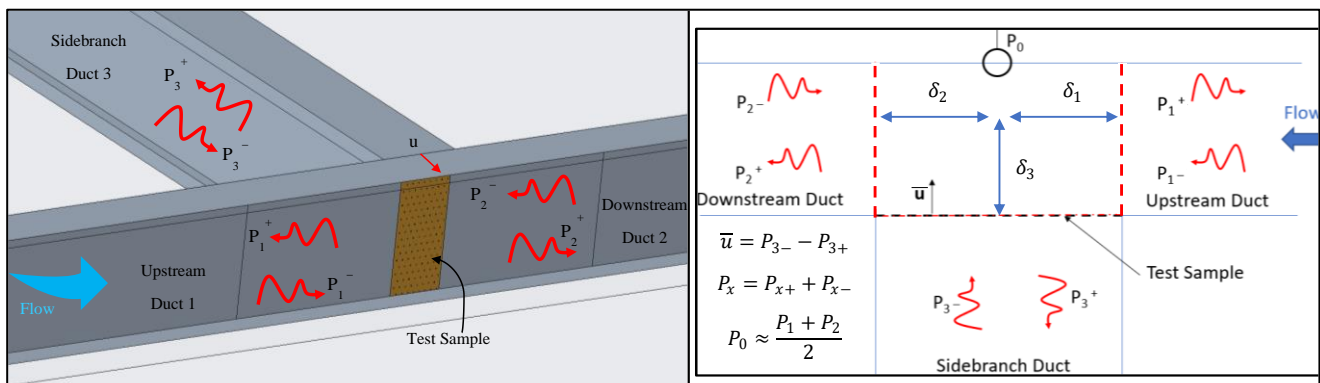 Sidebranch
Duct 3
P₃⁺
P₃⁻
u
P₂⁻
P₁⁺
P₂⁺
Downstream
Duct 2
Upstream
Duct 1
P₁⁻
Flow
Test Sample
P₀
P₂₋
δ₂
δ₁
P₁⁺
Flow
P₂⁺
δ₃
P₁₋
Downstream Duct
u̅
Upstream Duct
u̅ = P₃₋ − P₃₊
Test Sample
Pₓ = Pₓ₊ + Pₓ₋
P₃₋
P₃⁺
P₀ ≈ (P₁ + P₂)/2
Sidebranch Duct